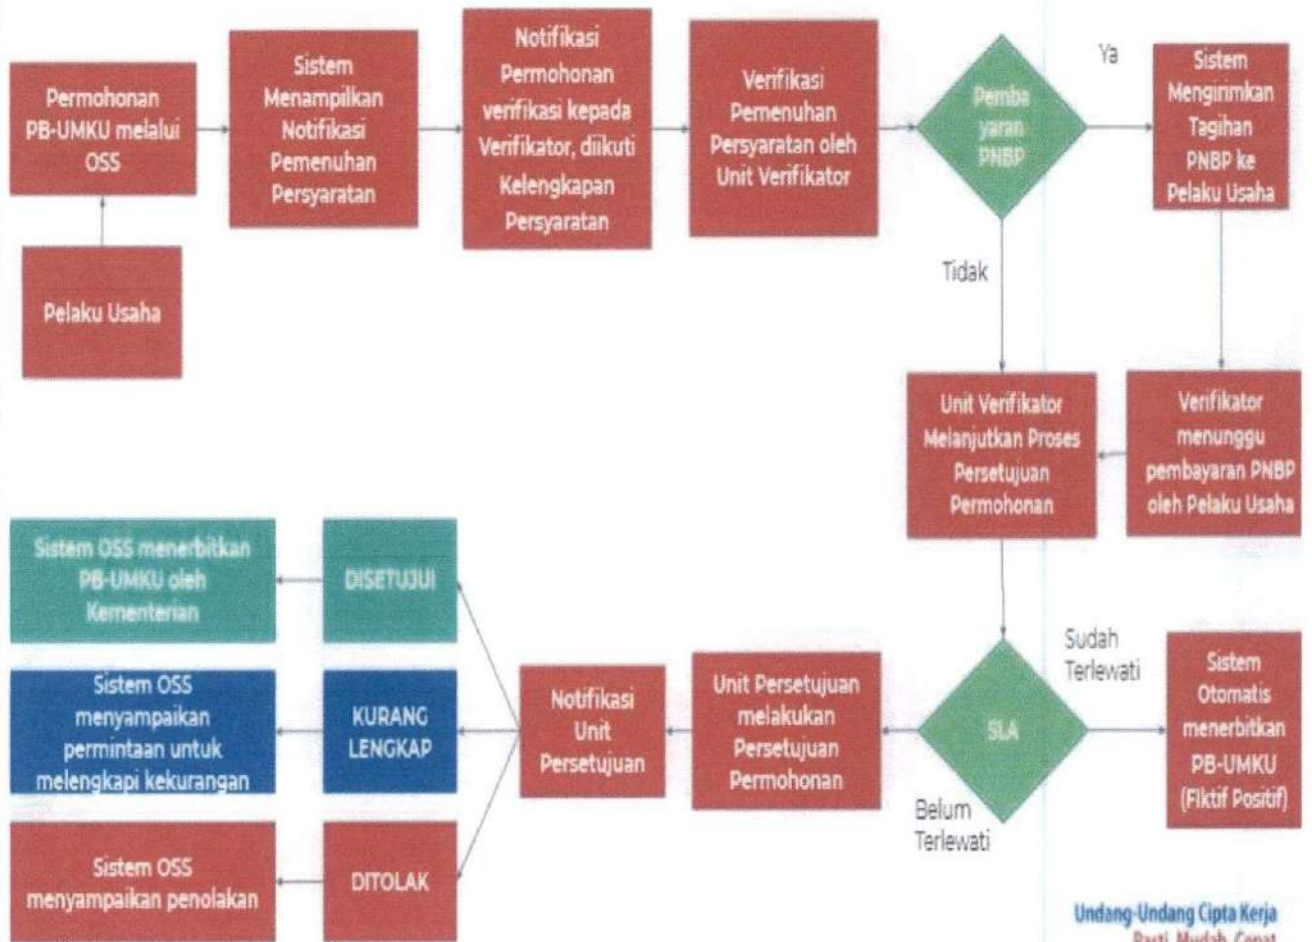 Permohonan
PB-UMKU melalui
OSS
Pelaku Usaha
Sistem
Menampilkan
Notifikasi
Pemenuhan
Persyaratan
Notifikasi
Permohonan
verifikasi kepada
Verifikator, diikuti
Kelengkapan
Persyaratan
Verifikasi
Pemenuhan
Persyaratan oleh
Unit Verifikator
Pemba
yaran
PNBP
Ya
Sistem
Mengirimkan
Tagihan
PNBP ke
Pelaku Usaha
Tidak
Unit Verifikator
Melanjutkan Proses
Persetujuan
Permohonan
Verifikator
menunggu
pembayaran PNBP
oleh Pelaku Usaha
SLA
Sudah
Terlewati
Sistem
Otomatis
menerbitkan
PB-UMKU
(Fiktif Positif)
Belum
Terlewati
Unit Persetujuan
melakukan
Persetujuan
Permohonan
Notifikasi
Unit
Persetujuan
DISETUJUI
Sistem OSS menerbitkan
PB-UMKU oleh
Kementerian
KURANG
LENGKAP
Sistem OSS
menyampaikan
permintaan untuk
melengkapi kekurangan
DITOLAK
Sistem OSS
menyampaikan penolakan
Undang-Undang Cipta Kerja
Pasti, Mudah, Cepat